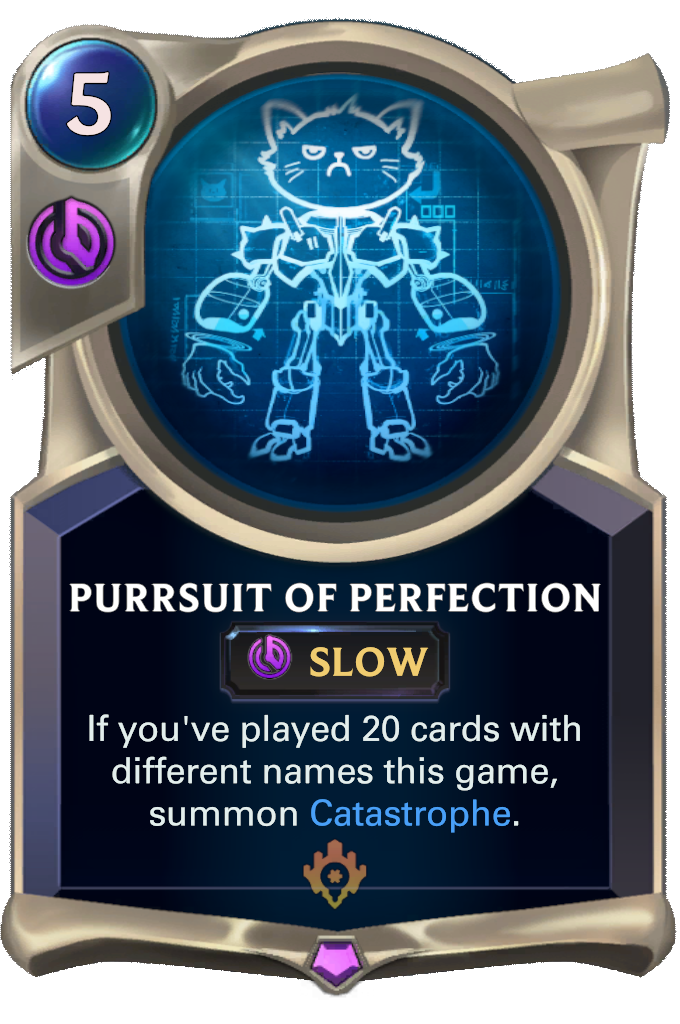 5
PURRSUIT OF PERFECTION
SLOW
If you've played 20 cards with
different names this game,
summon Catastrophe.